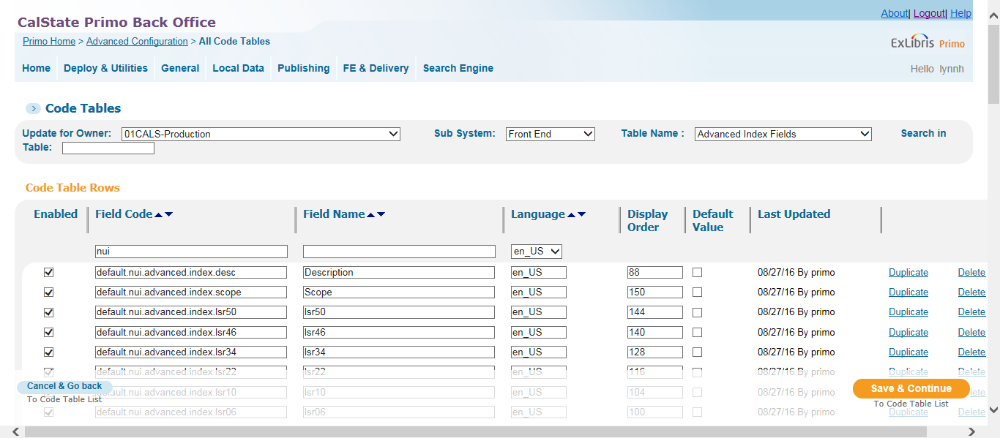 CalState Primo Back Office
About| Logout| Help
Primo Home > Advanced Configuration > All Code Tables
ExLibris Primo
Home Deploy & Utilities General Local Data Publishing FE & Delivery Search Engine
Hello lynnh
> Code Tables
Update for Owner: 01CALS-Production Sub System: Front End Table Name : Advanced Index Fields Search in
Table:
Code Table Rows
Enabled Field Code Field Name Language Display Default Last Updated
Order Value
nui en_US
default.nui.advanced.index.desc Description en_US 88 08/27/16 By primo Duplicate Delete
default.nui.advanced.index.scope Scope en_US 150 08/27/16 By primo Duplicate Delete
default.nui.advanced.index.lsr50 lsr50 en_US 144 08/27/16 By primo Duplicate Delete
default.nui.advanced.index.lsr46 lsr46 en_US 140 08/27/16 By primo Duplicate Delete
default.nui.advanced.index.lsr34 lsr34 en_US 128 08/27/16 By primo Duplicate Delete
default.nui.advanced.index.lsr22 lsr22 en_US 116 08/27/16 By primo Duplicate Delete
Cancel & Go back Save & Continue
default.nui.advanced.index.lsr10 lsr10 en_US 104 08/27/16 By primo lete
To Code Table List To Code Table List
default.nui.advanced.index.lsr06 lsr06 en_US 100 08/27/16 By primo Duplicate Delete